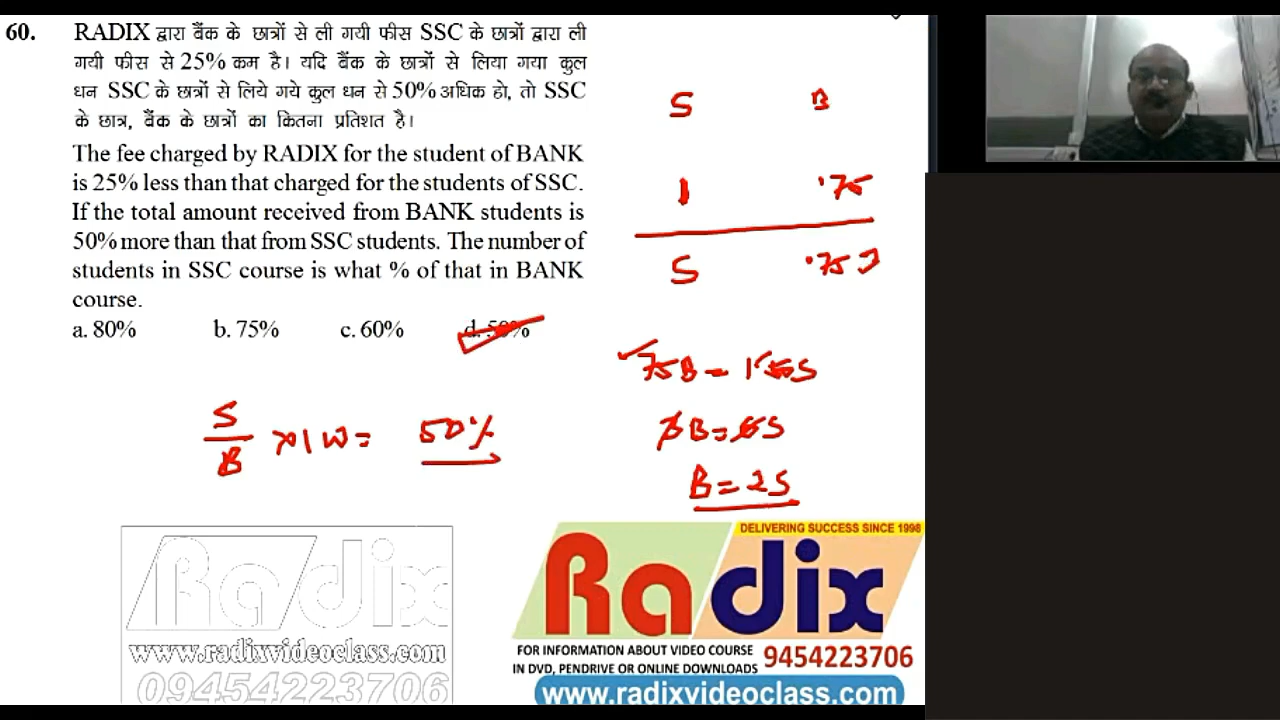 60. RADIX द्वारा बैंक के छात्रों से ली गयी फीस SSC के छात्रों द्वारा ली
गयी फीस से 25% कम है। यदि बैंक के छात्रों से लिया गया कुल
धन SSC के छात्रों से लिये गये कुल धन से 50% अधिक हो, तो SSC
के छात्र, बैंक के छात्रों का कितना प्रतिशत है।
The fee charged by RADIX for the student of BANK
is 25% less than that charged for the students of SSC.
If the total amount received from BANK students is
50% more than that from SSC students. The number of
students in SSC course is what % of that in BANK
course.
a. 80% b. 75% c. 60% d. 50%
S B
1 .75
S .75
75B =
B = S
B = 2S
S/B × 100 = 50%
Radix
www.radixvideoclass.com
09454223706
DELIVERING SUCCESS SINCE 1998
Radix
FOR INFORMATION ABOUT VIDEO COURSE
IN DVD, PENDRIVE OR ONLINE DOWNLOADS 9454223706
www.radixvideoclass.com